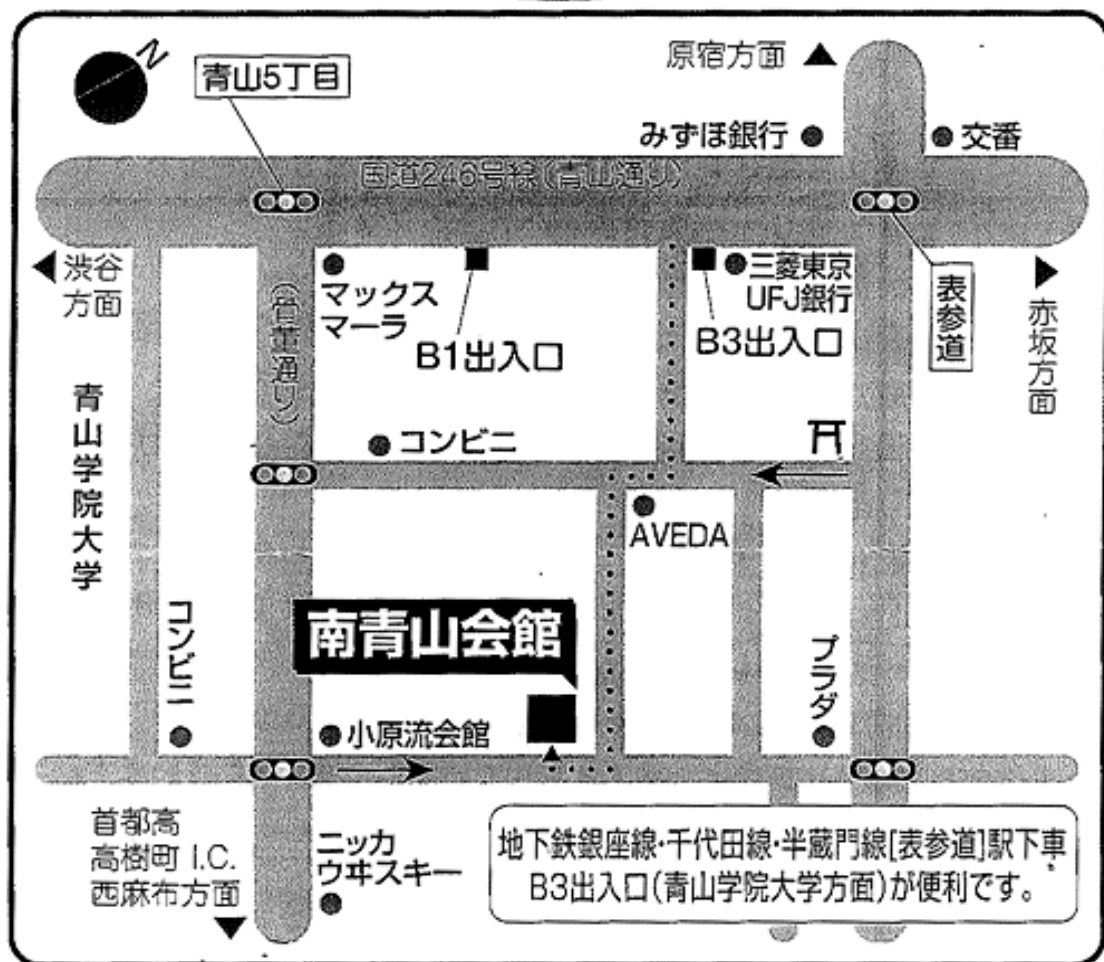 N
青山5丁目
原宿方面
みずほ銀行
交番
国道246号線(青山通り)
渋谷
方面
マックス
マーラ
B1出入口
三菱東京
UFJ銀行
B3出入口
表参道
赤坂方面
(骨董通り)
青山学院大学
コンビニ
AVEDA
コンビニ
南青山会館
プラダ
小原流会館
首都高
高樹町 I.C.
西麻布方面
ニッカ
ウヰスキー
地下鉄銀座線・千代田線・半蔵門線[表参道]駅下車
B3出入口(青山学院大学方面)が便利です。